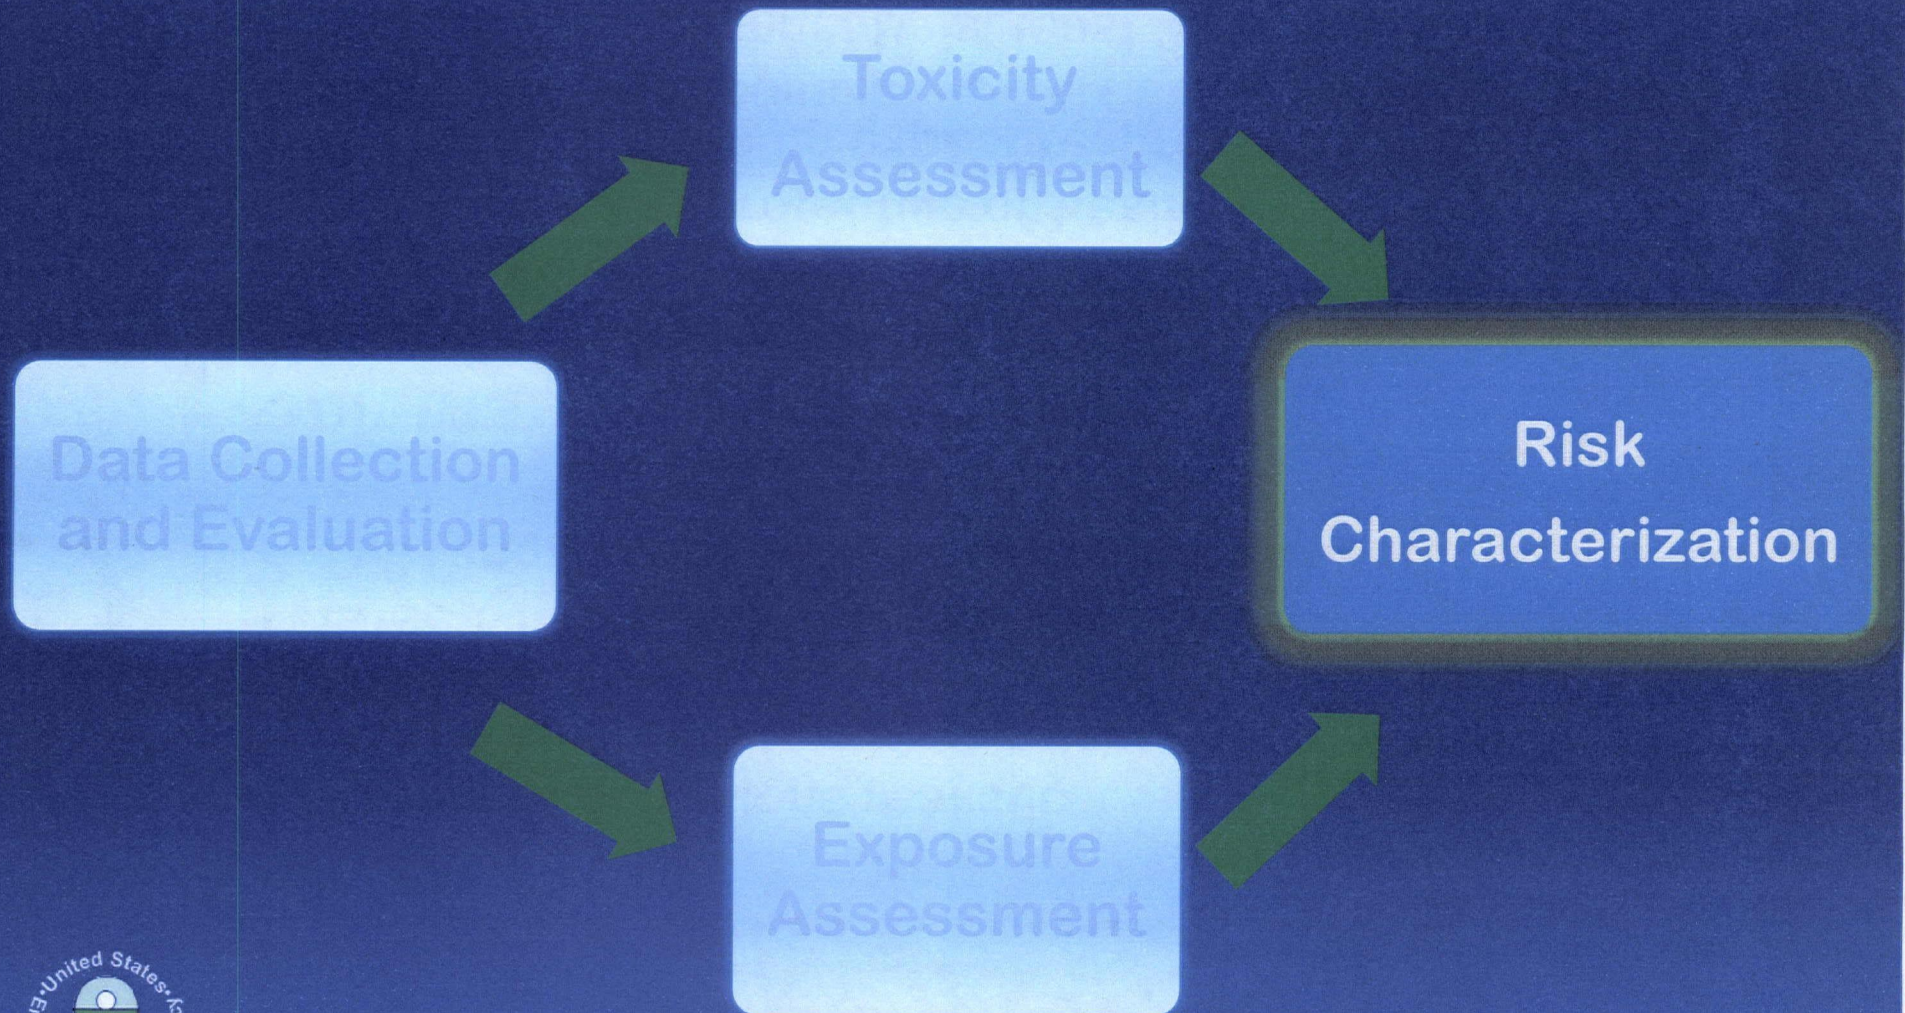 Toxicity
Assessment
Data Collection
and Evaluation
Risk
Characterization
Exposure
Assessment
United States